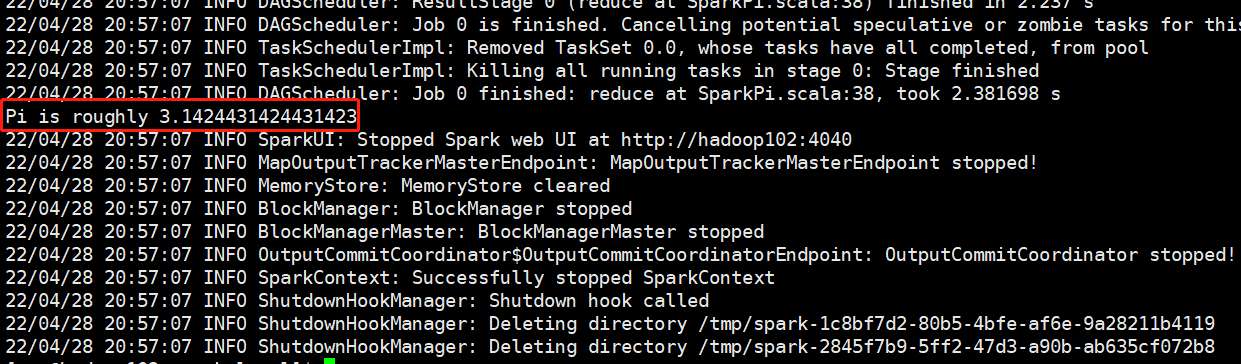 22/04/28 20:57:07 INFO DAGScheduler: ResultStage 0 (reduce at SparkPi.scala:38) finished in 2.237 s
22/04/28 20:57:07 INFO DAGScheduler: Job 0 is finished. Cancelling potential speculative or zombie tasks for this
22/04/28 20:57:07 INFO TaskSchedulerImpl: Removed TaskSet 0.0, whose tasks have all completed, from pool
22/04/28 20:57:07 INFO TaskSchedulerImpl: Killing all running tasks in stage 0: Stage finished
22/04/28 20:57:07 INFO DAGScheduler: Job 0 finished: reduce at SparkPi.scala:38, took 2.381698 s
Pi is roughly 3.1424431424431423
22/04/28 20:57:07 INFO SparkUI: Stopped Spark web UI at http://hadoop102:4040
22/04/28 20:57:07 INFO MapOutputTrackerMasterEndpoint: MapOutputTrackerMasterEndpoint stopped!
22/04/28 20:57:07 INFO MemoryStore: MemoryStore cleared
22/04/28 20:57:07 INFO BlockManager: BlockManager stopped
22/04/28 20:57:07 INFO BlockManagerMaster: BlockManagerMaster stopped
22/04/28 20:57:07 INFO OutputCommitCoordinator$OutputCommitCoordinatorEndpoint: OutputCommitCoordinator stopped!
22/04/28 20:57:07 INFO SparkContext: Successfully stopped SparkContext
22/04/28 20:57:07 INFO ShutdownHookManager: Shutdown hook called
22/04/28 20:57:07 INFO ShutdownHookManager: Deleting directory /tmp/spark-1c8bf7d2-80b5-4bfe-af6e-9a28211b4119
22/04/28 20:57:07 INFO ShutdownHookManager: Deleting directory /tmp/spark-2845f7b9-5ff2-47d3-a90b-ab635cf072b8